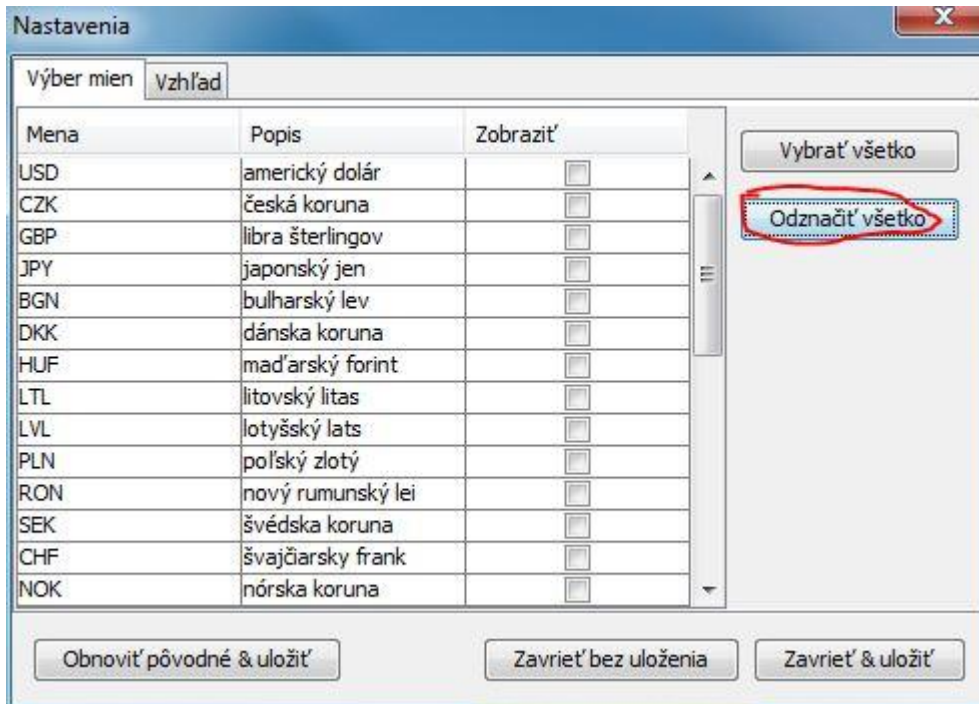 Nastavenia
Výber mien Vzhľad
Mena Popis Zobraziť
USD americký dolár
CZK česká koruna
GBP libra šterlingov
JPY japonský jen
BGN bulharský lev
DKK dánska koruna
HUF maďarský forint
LTL litovský litas
LVL lotyšský lats
PLN poľský zlotý
RON nový rumunský lei
SEK švédska koruna
CHF švajčiarsky frank
NOK nórska koruna
Vybrať všetko
Odznačiť všetko
Obnoviť pôvodné & uložiť Zavrieť bez uloženia Zavrieť & uložiť